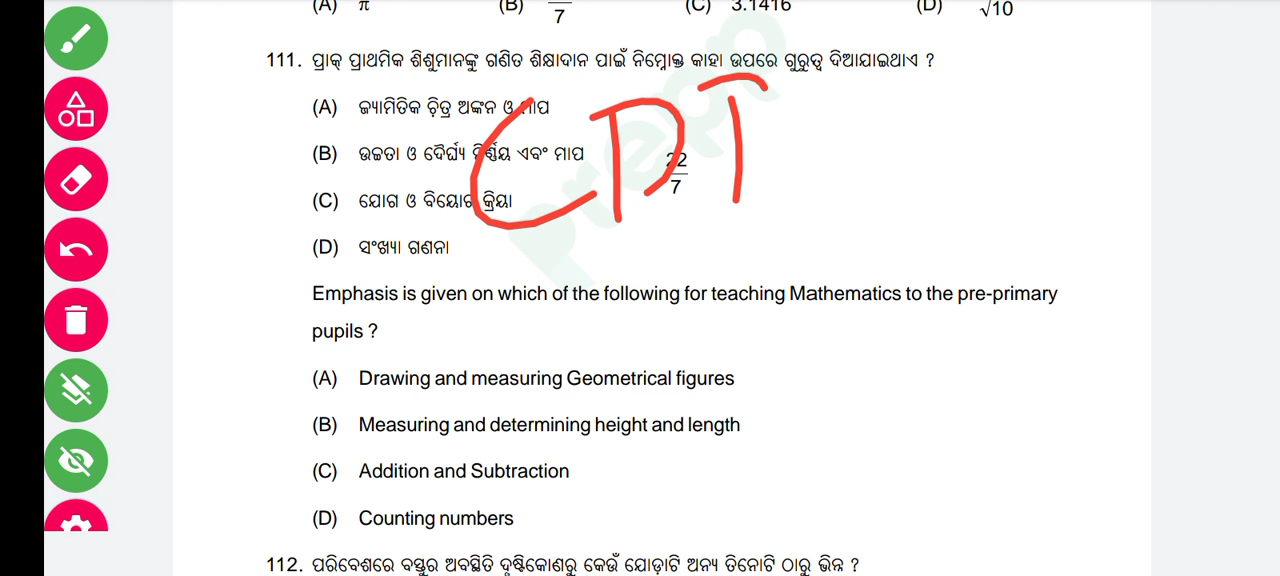 (A) π (B) 7 (C) 3.1416 (D) √10
111. ପ୍ରାକ୍ ପ୍ରାଥମିକ ଶିଶୁମାନଙ୍କୁ ଗଣିତ ଶିକ୍ଷାଦାନ ପାଇଁ ନିମ୍ନୋକ୍ତ କାହା ଉପରେ ଗୁରୁତ୍ୱ ଦିଆଯାଇଥାଏ ?
(A) ଜ୍ୟାମିତିକ ଚିତ୍ର ଅଙ୍କନ ଓ ମାପ
(B) ଉଚ୍ଚତା ଓ ଦୈର୍ଘ୍ୟ ନିର୍ଣ୍ଣୟ ଏବଂ ମାପ
(C) ଯୋଗ ଓ ବିୟୋଗ କ୍ରିୟା
(D) ସଂଖ୍ୟା ଗଣନା
CPT
22
7
Prepp
Emphasis is given on which of the following for teaching Mathematics to the pre-primary
pupils ?
(A) Drawing and measuring Geometrical figures
(B) Measuring and determining height and length
(C) Addition and Subtraction
(D) Counting numbers
112. ପରିବେଶରେ ବସ୍ତୁର ଅବସ୍ଥିତି ଦୃଷ୍ଟିକୋଣରୁ କେଉଁ ଯୋଡ଼ାଟି ଅନ୍ୟ ତିନୋଟି ଠାରୁ ଭିନ୍ନ ?